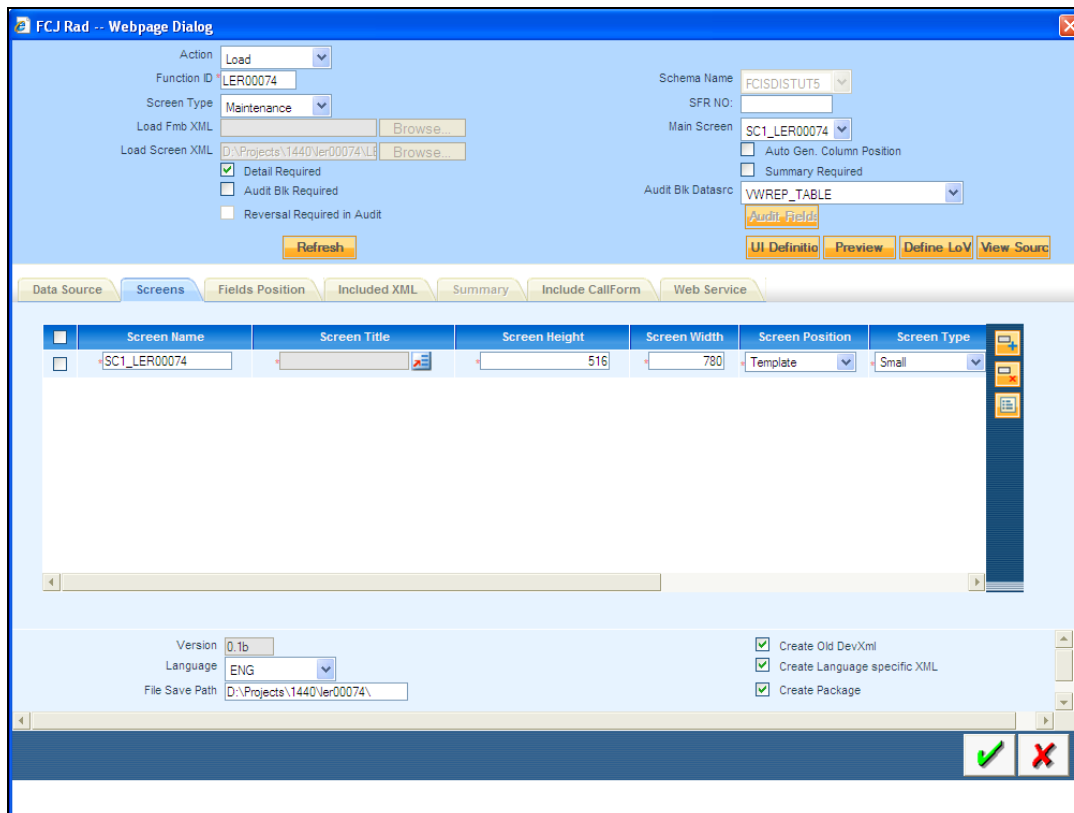 FCJ Rad -- Webpage Dialog
Action Load
Function ID * LER00074
Schema Name FCISDISTUT5
Screen Type Maintenance
SFR NO:
Load Fmb XML Browse...
Main Screen SC1_LER00074
Load Screen XML D:\Projects\1440\ler00074\LE Browse...
Auto Gen. Column Position
Detail Required
Summary Required
Audit Blk Required
Audit Blk Datasrc VWREP_TABLE
Reversal Required in Audit
Audit Fields
Refresh
UI Definitio Preview Define LoV View Sourc
Data Source Screens Fields Position Included XML Summary Include CallForm Web Service
Screen Name Screen Title Screen Height Screen Width Screen Position Screen Type
* SC1_LER00074 * * 516 * 780 * Template * Small
Version 0.1b
Create Old DevXml
Language ENG
Create Language specific XML
File Save Path D:\Projects\1440\ler00074\
Create Package